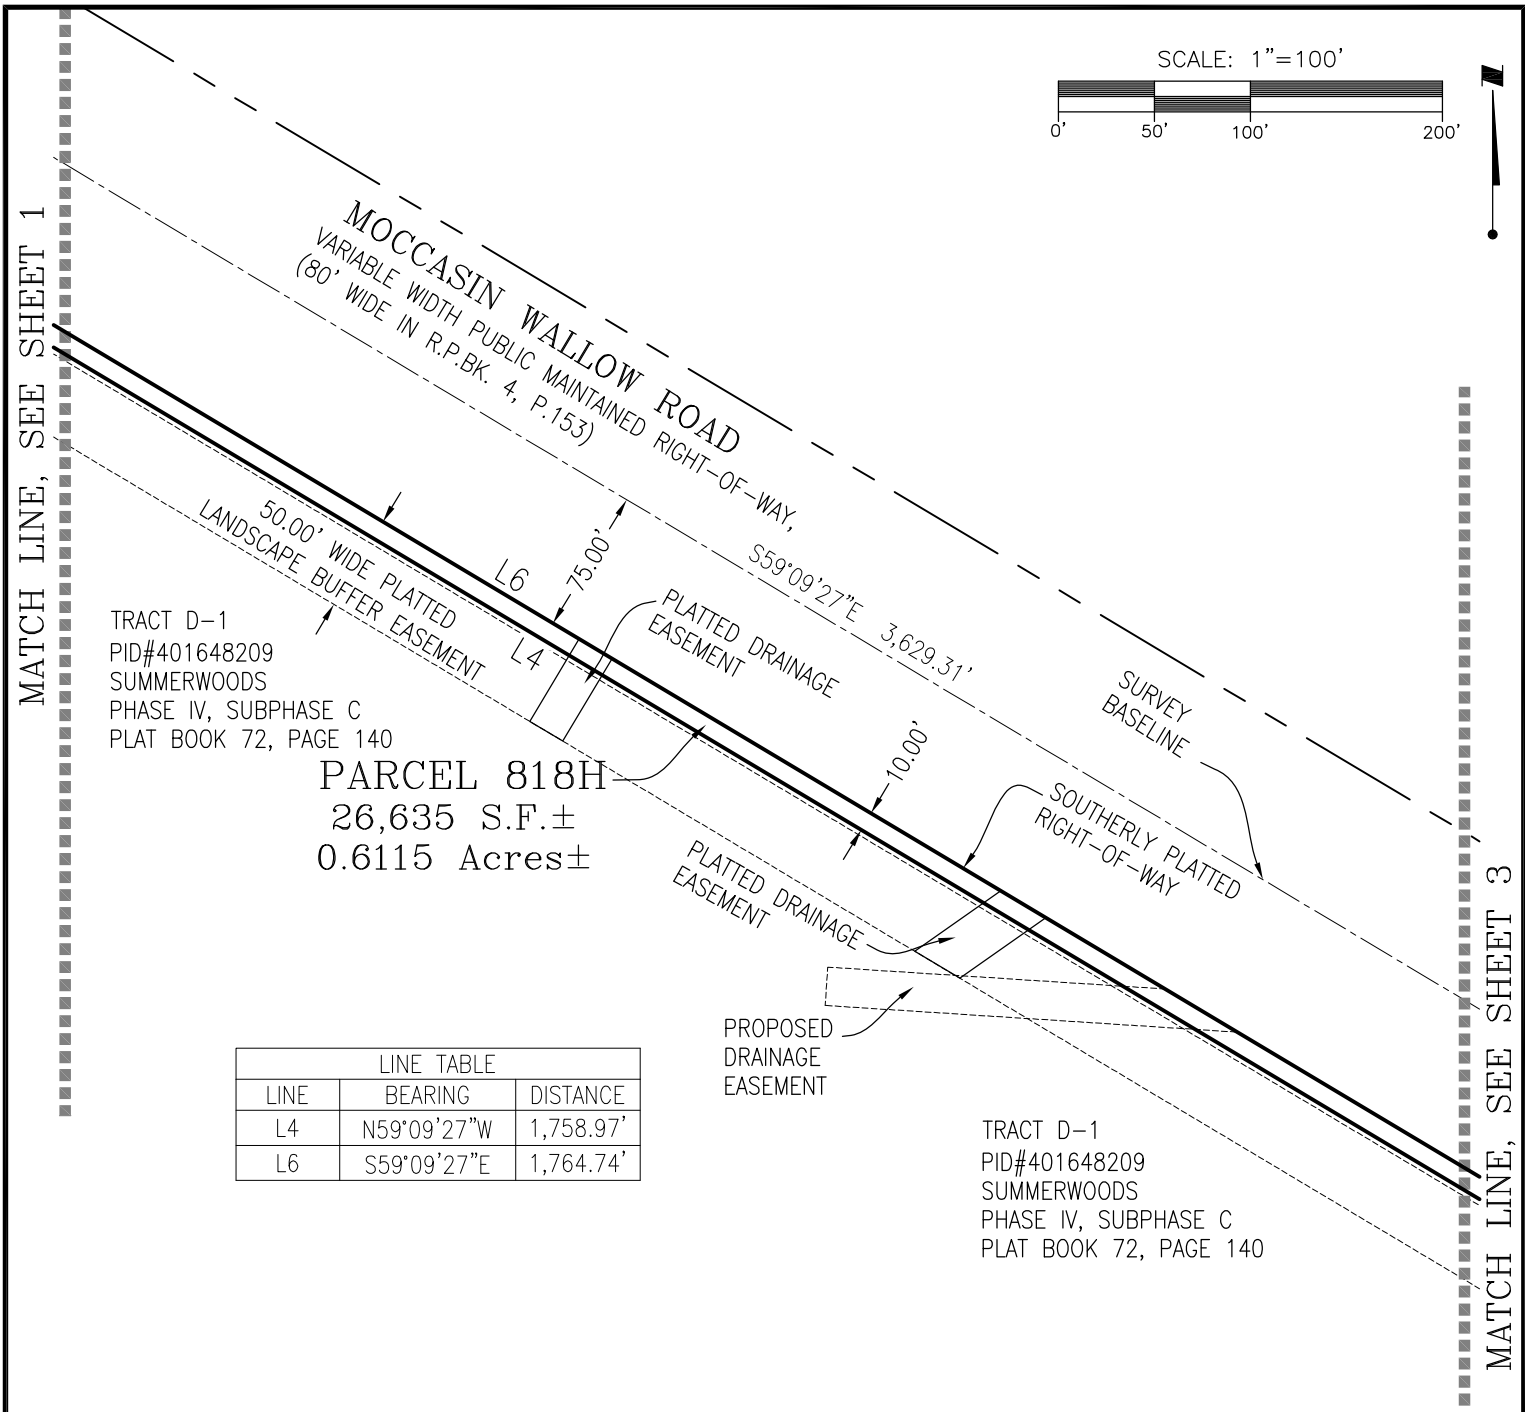 SCALE: 1"=100'
0' 50' 100' 200'
N
MATCH LINE, SEE SHEET 1
MOCCASIN WALLOW ROAD
VARIABLE WIDTH PUBLIC MAINTAINED RIGHT-OF-WAY,
(80' WIDE IN R.P.BK. 4, P.153)
50.00' WIDE PLATTED
LANDSCAPE BUFFER EASEMENT
L6
75.00'
L4
S59°09'27"E 3,629.31'
PLATTED DRAINAGE
EASEMENT
TRACT D-1
PID#401648209
SUMMERWOODS
PHASE IV, SUBPHASE C
PLAT BOOK 72, PAGE 140
SURVEY
BASELINE
PARCEL 818H
26,635 S.F.±
0.6115 Acres±
10.00'
SOUTHERLY PLATTED
RIGHT-OF-WAY
PLATTED DRAINAGE
EASEMENT
PROPOSED
DRAINAGE
EASEMENT
LINE TABLE
LINE BEARING DISTANCE
L4 N59°09'27"W 1,758.97'
L6 S59°09'27"E 1,764.74'
TRACT D-1
PID#401648209
SUMMERWOODS
PHASE IV, SUBPHASE C
PLAT BOOK 72, PAGE 140
MATCH LINE, SEE SHEET 3